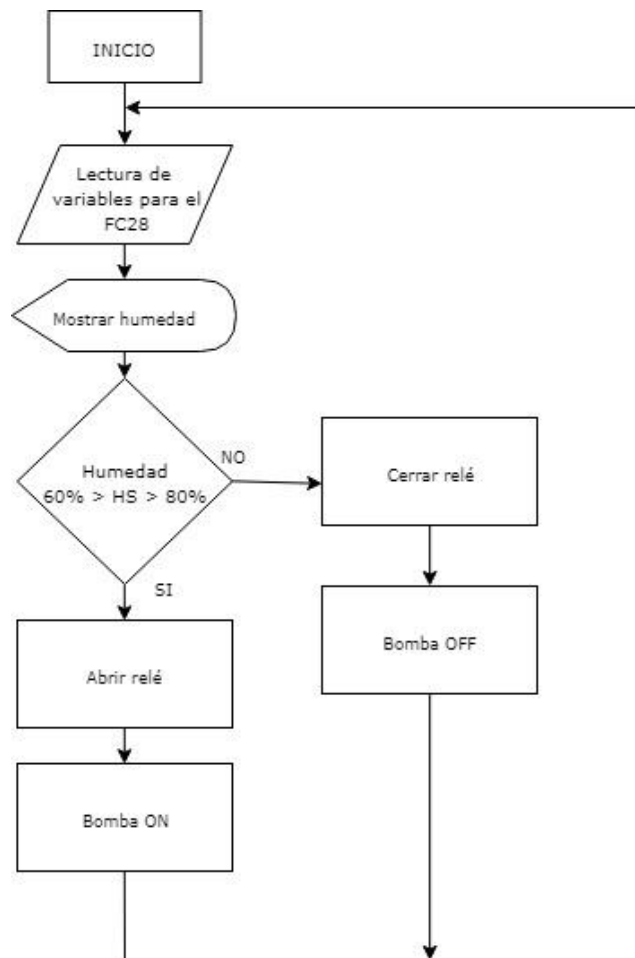 INICIO
Lectura de
variables para el
FC28
Mostrar humedad
Humedad
60% > HS > 80%
NO
Cerrar relé
SI
Bomba OFF
Abrir relé
Bomba ON